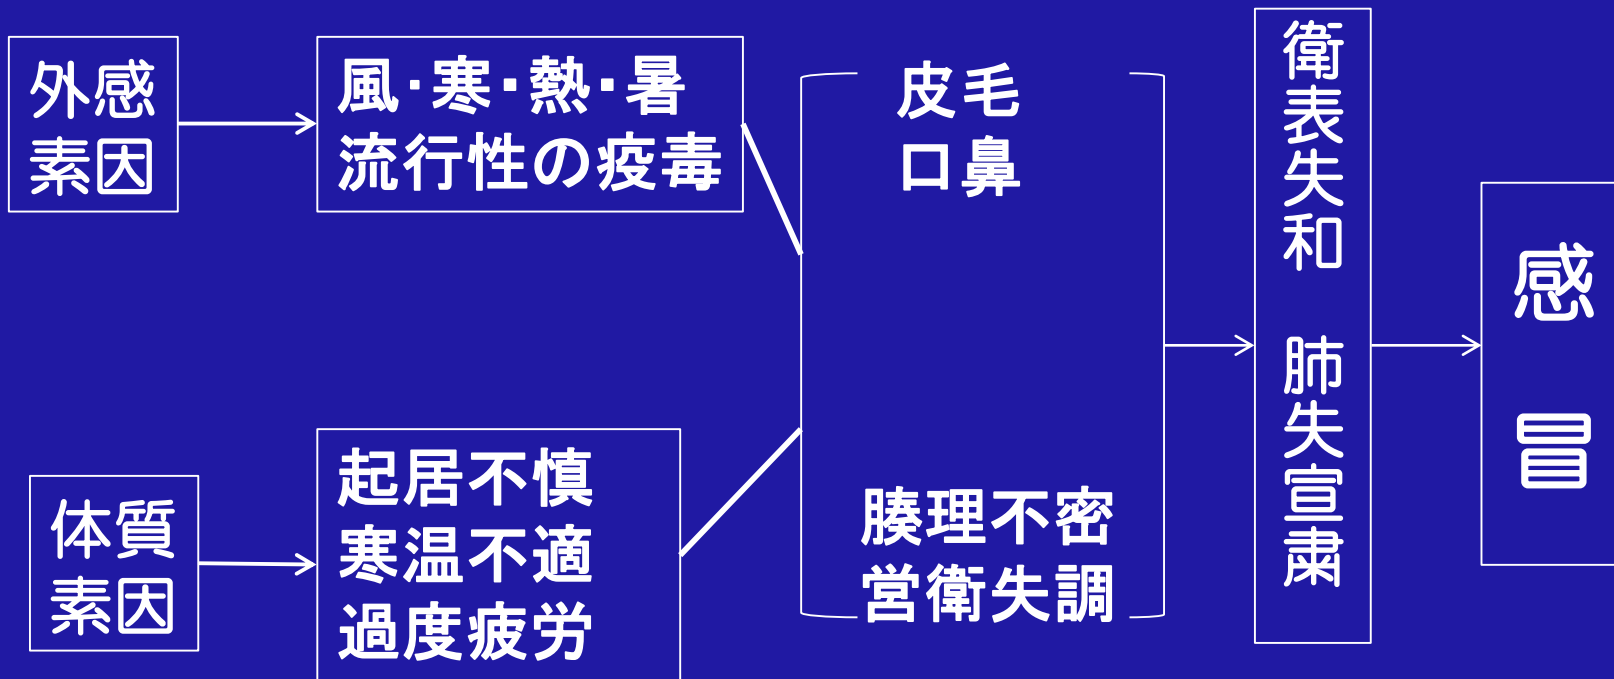 外感
素因
風・寒・熱・暑
流行性の疫毒
体質
素因
起居不慎
寒温不適
過度疲労
皮毛
口鼻
腠理不密
営衛失調
衛表失和　肺失宣粛
感冒